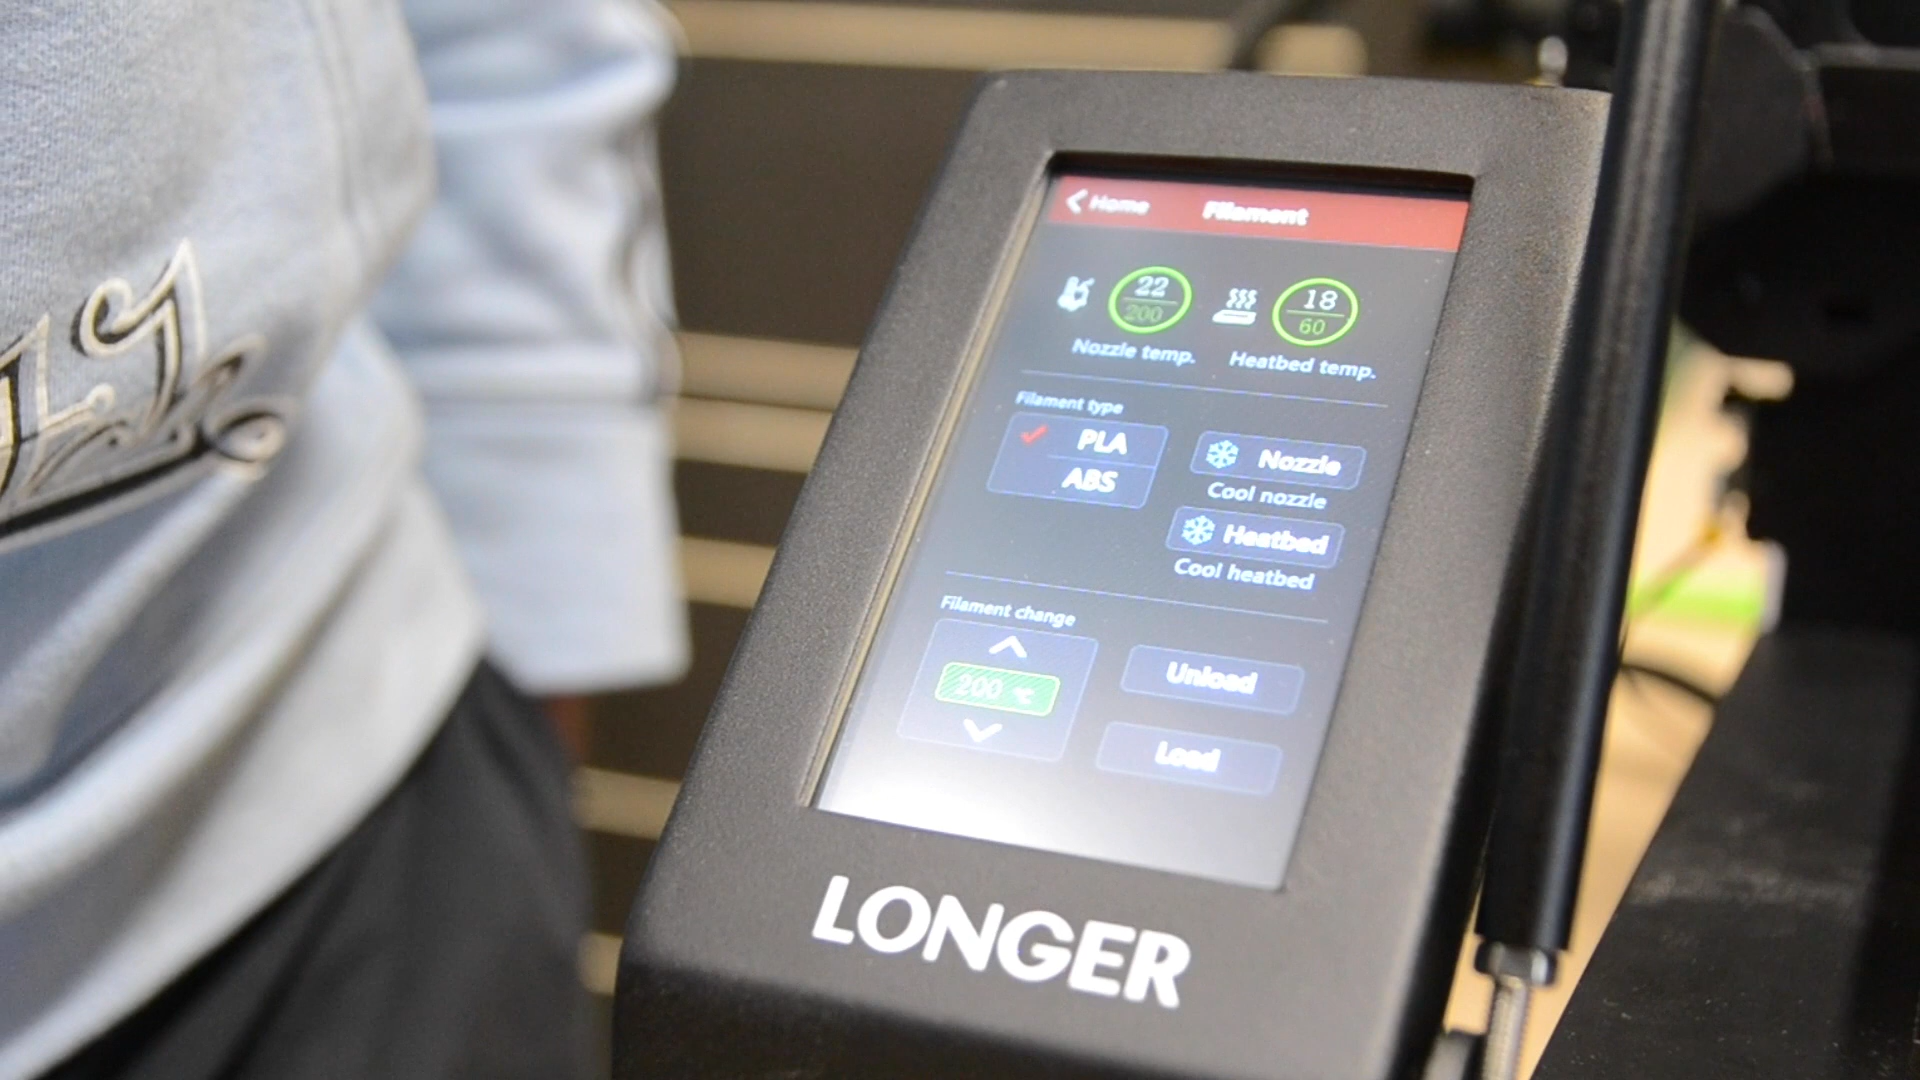 Home Filament
22 18
200 60
Nozzle temp. Heatbed temp.
Filament type
PLA
Nozzle
ABS
Cool nozzle
Heatbed
Cool heatbed
Filament change
Unload
200 ℃
Load
LONGER